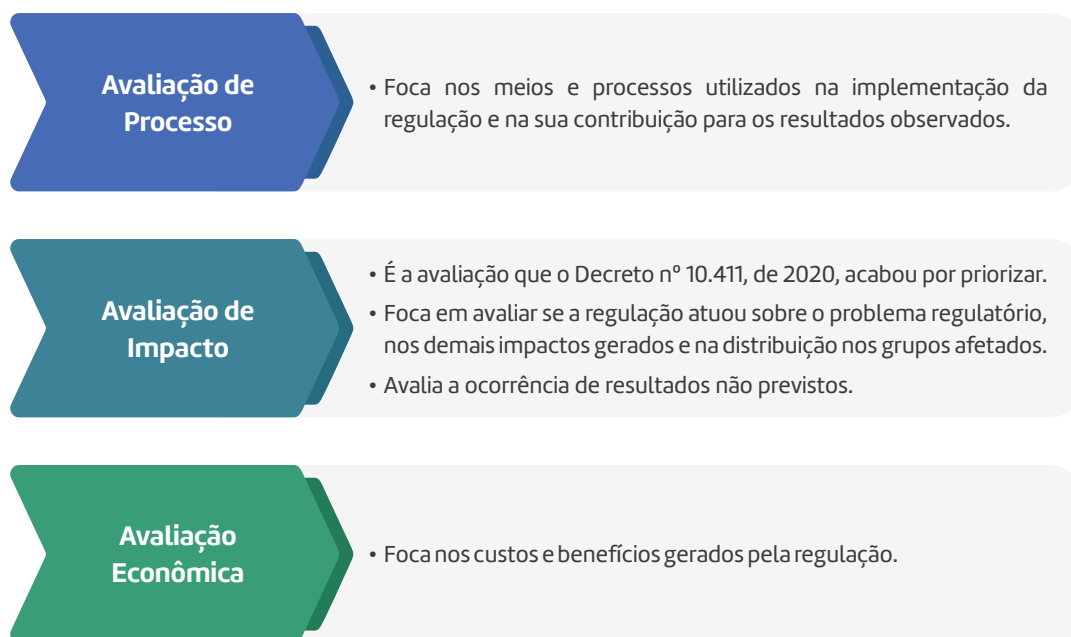 Avaliação de
Processo
• Foca nos meios e processos utilizados na implementação da
regulação e na sua contribuição para os resultados observados.
Avaliação de
Impacto
• É a avaliação que o Decreto nº 10.411, de 2020, acabou por priorizar.
• Foca em avaliar se a regulação atuou sobre o problema regulatório,
nos demais impactos gerados e na distribuição nos grupos afetados.
• Avalia a ocorrência de resultados não previstos.
Avaliação
Econômica
• Foca nos custos e benefícios gerados pela regulação.